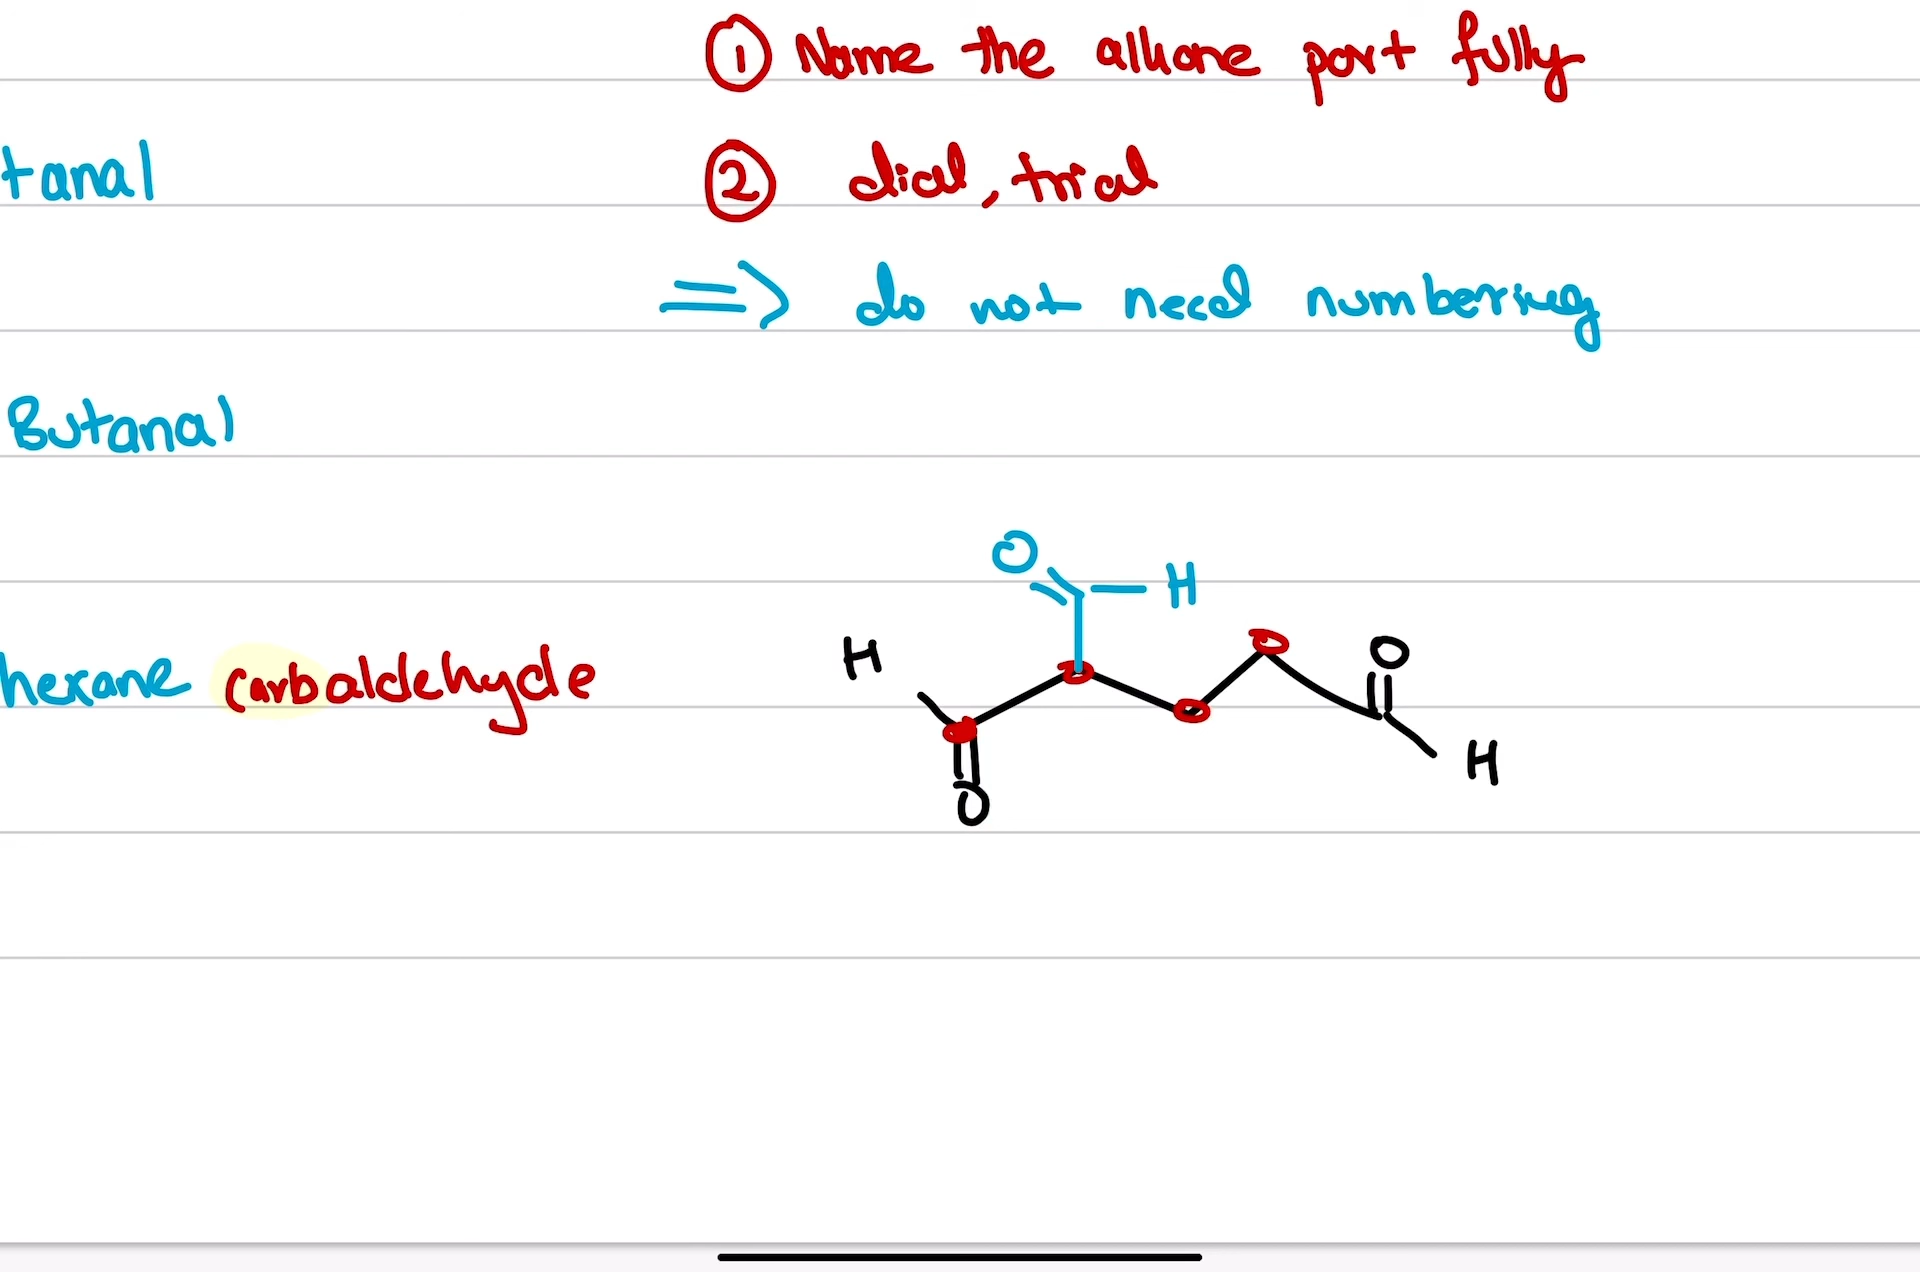 ① Name the alkane part fully
tanal
② dial, trial
=> do not need numbering
Butanal
O
H
H
O
hexane carbaldehyde
H
O